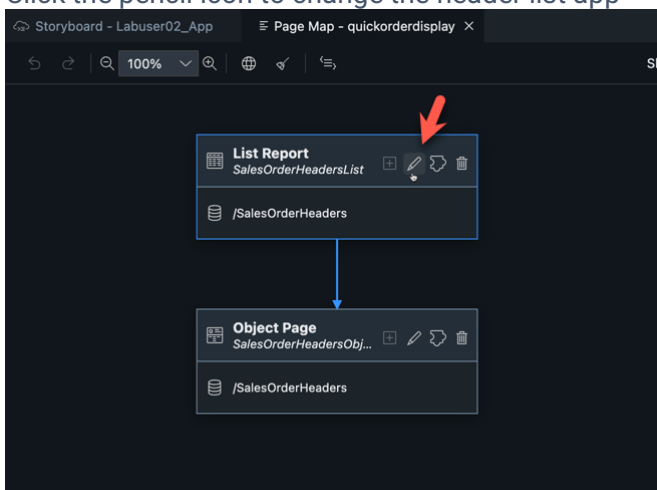 Click the pencil icon to change the header list app
Storyboard - Labuser02_App
Page Map - quickorderdisplay
100%
List Report
SalesOrderHeadersList
/SalesOrderHeaders
Object Page
SalesOrderHeadersObj...
/SalesOrderHeaders